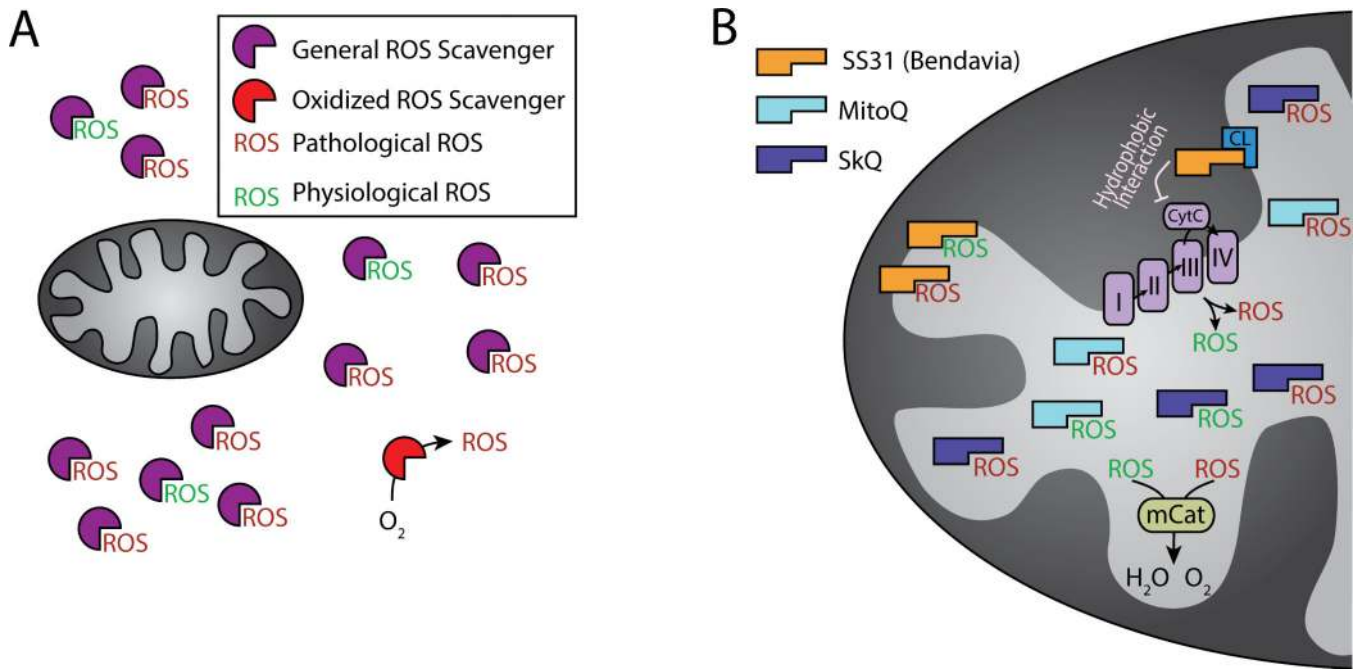 A
General ROS Scavenger
Oxidized ROS Scavenger
ROS Pathological ROS
ROS Physiological ROS
ROS
ROS
ROS
ROS
ROS
ROS
ROS
ROS
ROS
ROS
ROS
ROS
ROS
ROS
O₂
B
SS31 (Bendavia)
MitoQ
SkQ
ROS
CL
Hydrophobic
Interaction
CytC
ROS
ROS
ROS
I
II
III
IV
ROS
ROS
ROS
ROS
ROS
ROS
ROS
ROS
ROS
mCat
H₂O O₂